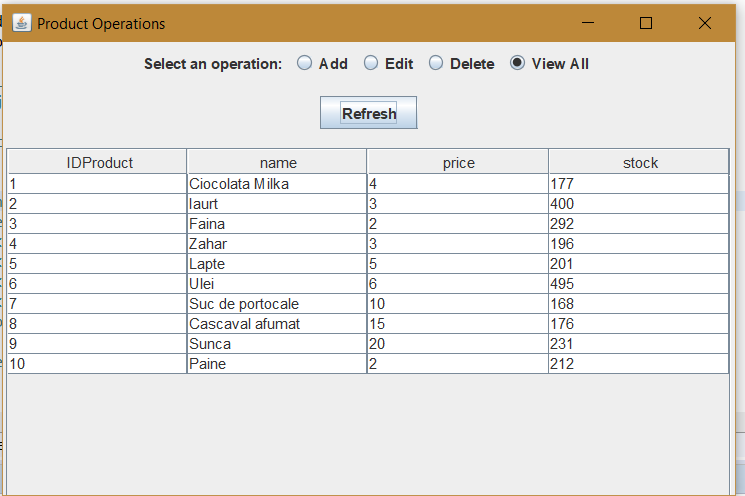 Product Operations
Select an operation: Add Edit Delete View All
Refresh
IDProduct name price stock
1 Ciocolata Milka 4 177
2 Iaurt 3 400
3 Faina 2 292
4 Zahar 3 196
5 Lapte 5 201
6 Ulei 6 495
7 Suc de portocale 10 168
8 Cascaval afumat 15 176
9 Sunca 20 231
10 Paine 2 212